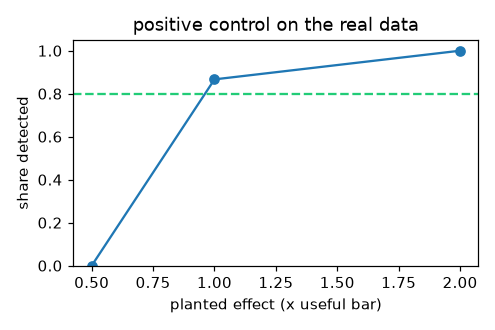 positive control on the real data
share detected
1.0
0.8
0.6
0.4
0.2
0.0
0.50 0.75 1.00 1.25 1.50 1.75 2.00
planted effect (x useful bar)